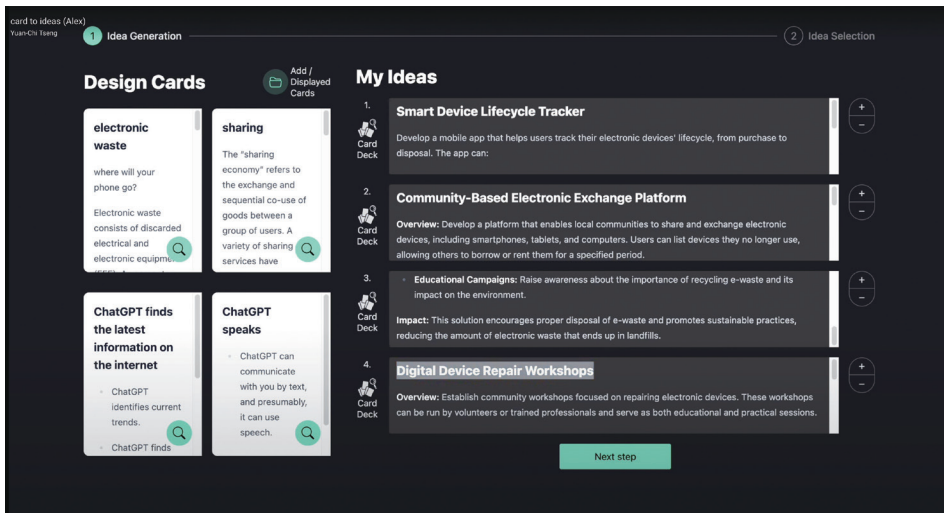 card to ideas (Alex)
Yuan-Chi Tseng
1 Idea Generation
2 Idea Selection
Design Cards
Add /
Displayed
Cards
electronic
waste
where will your
phone go?
Electronic waste
consists of discarded
electrical and
electronic equipme
sharing
The "sharing
economy" refers to
the exchange and
sequential co-use of
goods between a
group of users. A
variety of sharing
services have
ChatGPT finds
the latest
information on
the internet
◦ ChatGPT
identifies current
trends.
◦ ChatGPT finds
ChatGPT
speaks
◦ ChatGPT can
communicate
with you by text,
and presumably,
it can use
speech.
My Ideas
1.
Card
Deck
Smart Device Lifecycle Tracker
Develop a mobile app that helps users track their electronic devices' lifecycle, from purchase to
disposal. The app can:
+
−
2.
Card
Deck
Community-Based Electronic Exchange Platform
Overview: Develop a platform that enables local communities to share and exchange electronic
devices, including smartphones, tablets, and computers. Users can list devices they no longer use,
allowing others to borrow or rent them for a specified period.
+
−
3.
Card
Deck
◦ Educational Campaigns: Raise awareness about the importance of recycling e-waste and its
impact on the environment.
Impact: This solution encourages proper disposal of e-waste and promotes sustainable practices,
reducing the amount of electronic waste that ends up in landfills.
+
−
4.
Card
Deck
Digital Device Repair Workshops
Overview: Establish community workshops focused on repairing electronic devices. These workshops
can be run by volunteers or trained professionals and serve as both educational and practical sessions.
+
−
Next step